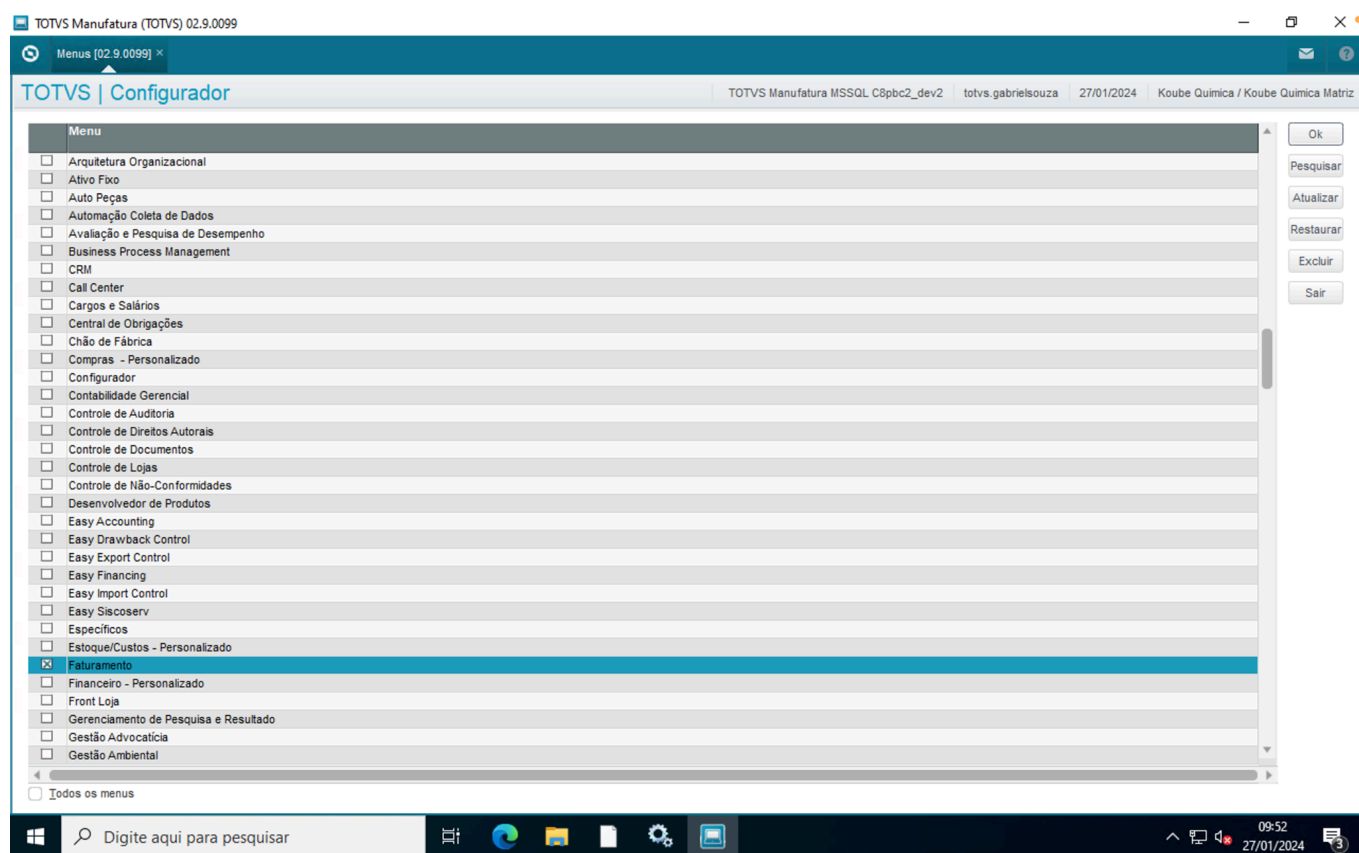 TOTVS Manufatura (TOTVS) 02.9.0099
Menus [02.9.0099] ×
TOTVS | Configurador
TOTVS Manufatura MSSQL C8pbc2_dev2 totvs.gabrielsouza 27/01/2024 Koube Quimica / Koube Quimica Matriz
Menu
Arquitetura Organizacional
Ativo Fixo
Auto Peças
Automação Coleta de Dados
Avaliação e Pesquisa de Desempenho
Business Process Management
CRM
Call Center
Cargos e Salários
Central de Obrigações
Chão de Fábrica
Compras - Personalizado
Configurador
Contabilidade Gerencial
Controle de Auditoria
Controle de Direitos Autorais
Controle de Documentos
Controle de Lojas
Controle de Não-Conformidades
Desenvolvedor de Produtos
Easy Accounting
Easy Drawback Control
Easy Export Control
Easy Financing
Easy Import Control
Easy Siscoserv
Específicos
Estoque/Custos - Personalizado
Faturamento
Financeiro - Personalizado
Front Loja
Gerenciamento de Pesquisa e Resultado
Gestão Advocatícia
Gestão Ambiental
Todos os menus
Ok
Pesquisar
Atualizar
Restaurar
Excluir
Sair
Digite aqui para pesquisar
09:52
27/01/2024
3